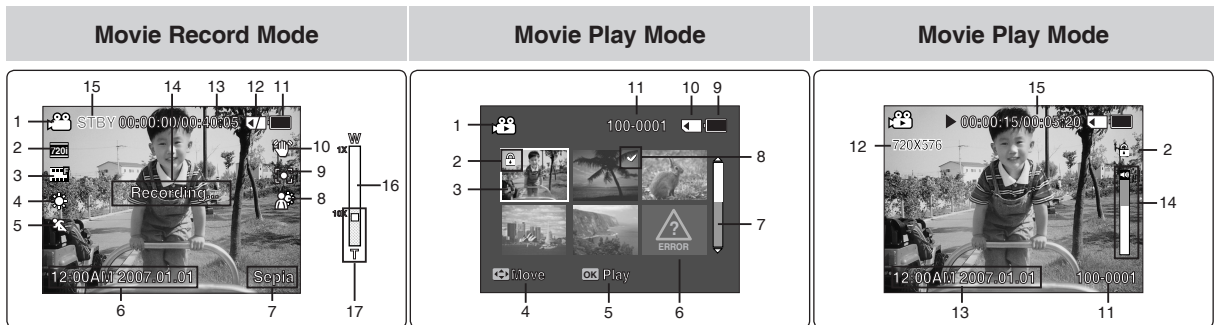 Movie Record Mode
Movie Play Mode
Movie Play Mode
15 14 13 12 11
1 STBY 00:00:00/00:40:05
2 720i 10
3 9
4 Recording... 8
5
W
1X
16
10X
T
12:00AM 2007.01.01 Sepia
6 7 17
11 10 9
1 100-0001
2 8
3
7
ERROR
Move OK Play
4 5 6
15
00:00:15/00:05:20
12 720X576 2
14
12:00AM 2007.01.01 100-0001
13 11